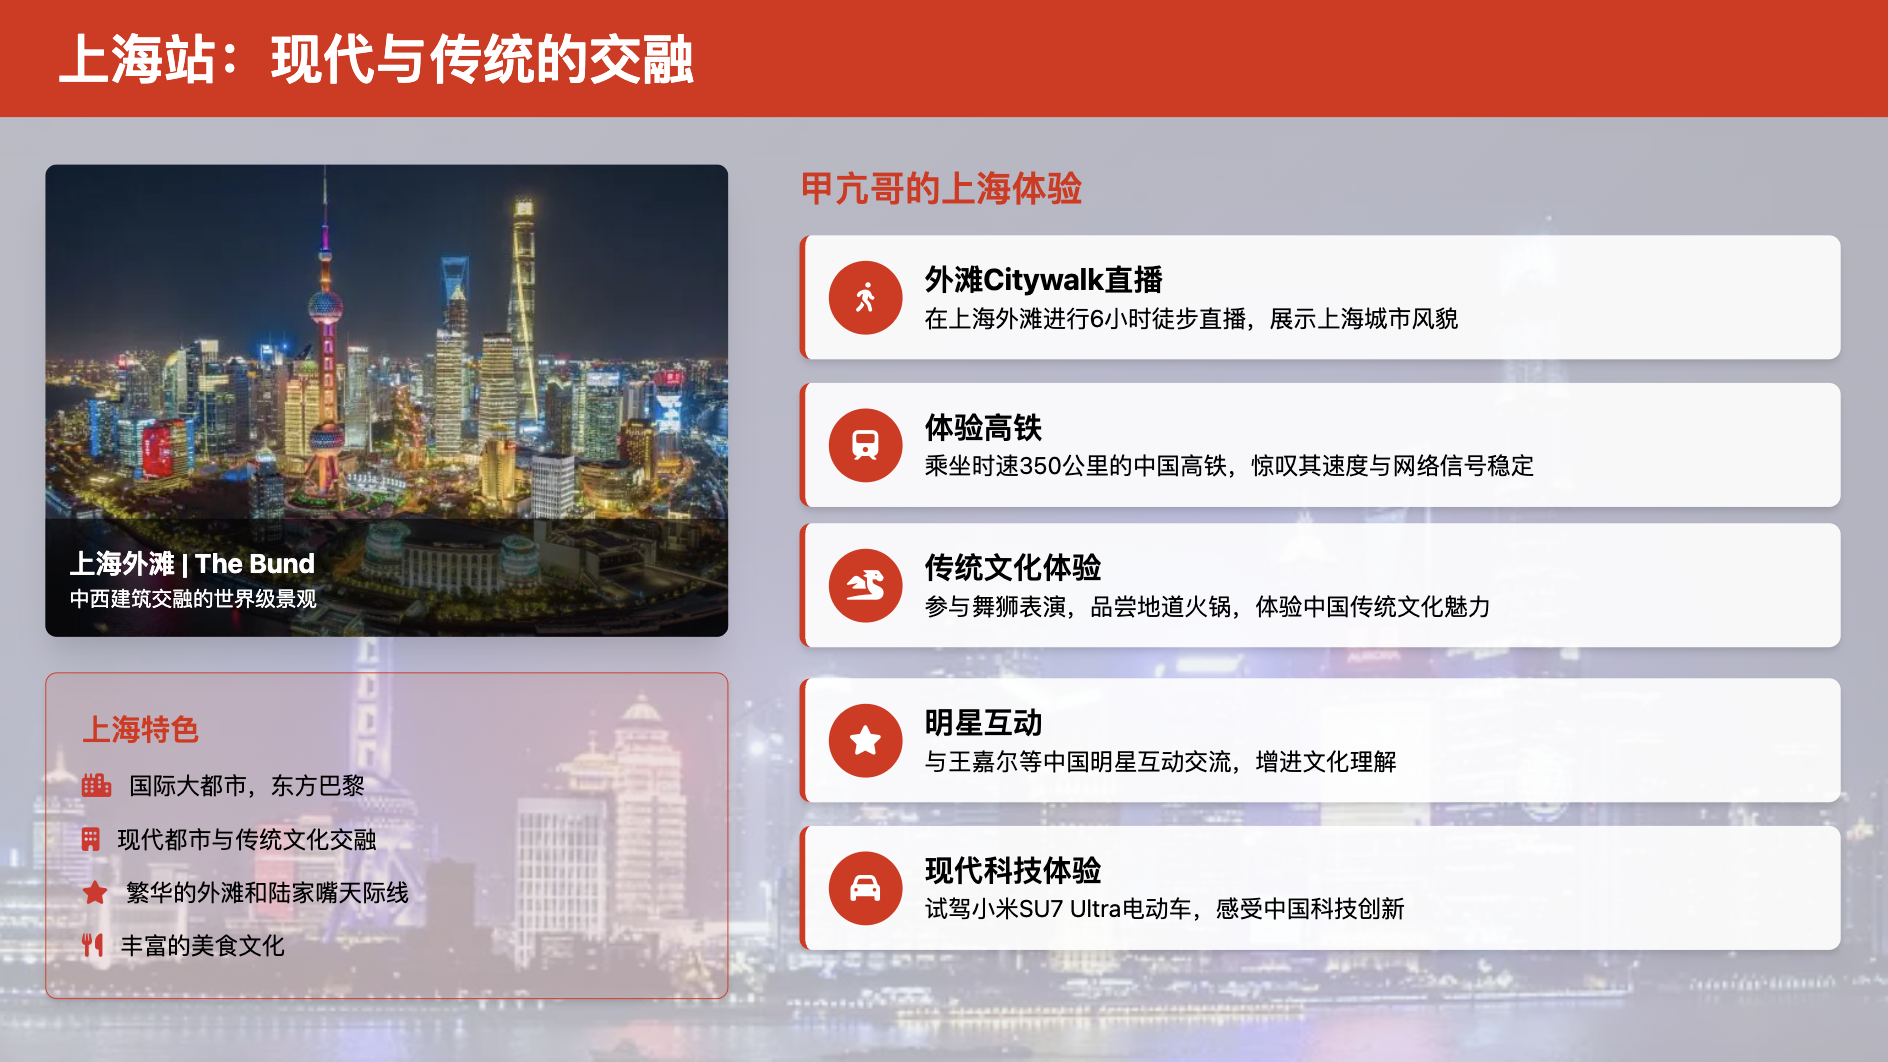 上海站：现代与传统的交融
上海外滩 | The Bund
中西建筑交融的世界级景观
上海特色
国际大都市，东方巴黎
现代都市与传统文化交融
繁华的外滩和陆家嘴天际线
丰富的美食文化
甲亢哥的上海体验
外滩Citywalk直播
在上海外滩进行6小时徒步直播，展示上海城市风貌
体验高铁
乘坐时速350公里的中国高铁，惊叹其速度与网络信号稳定
传统文化体验
参与舞狮表演，品尝地道火锅，体验中国传统文化魅力
明星互动
与王嘉尔等中国明星互动交流，增进文化理解
现代科技体验
试驾小米SU7 Ultra电动车，感受中国科技创新